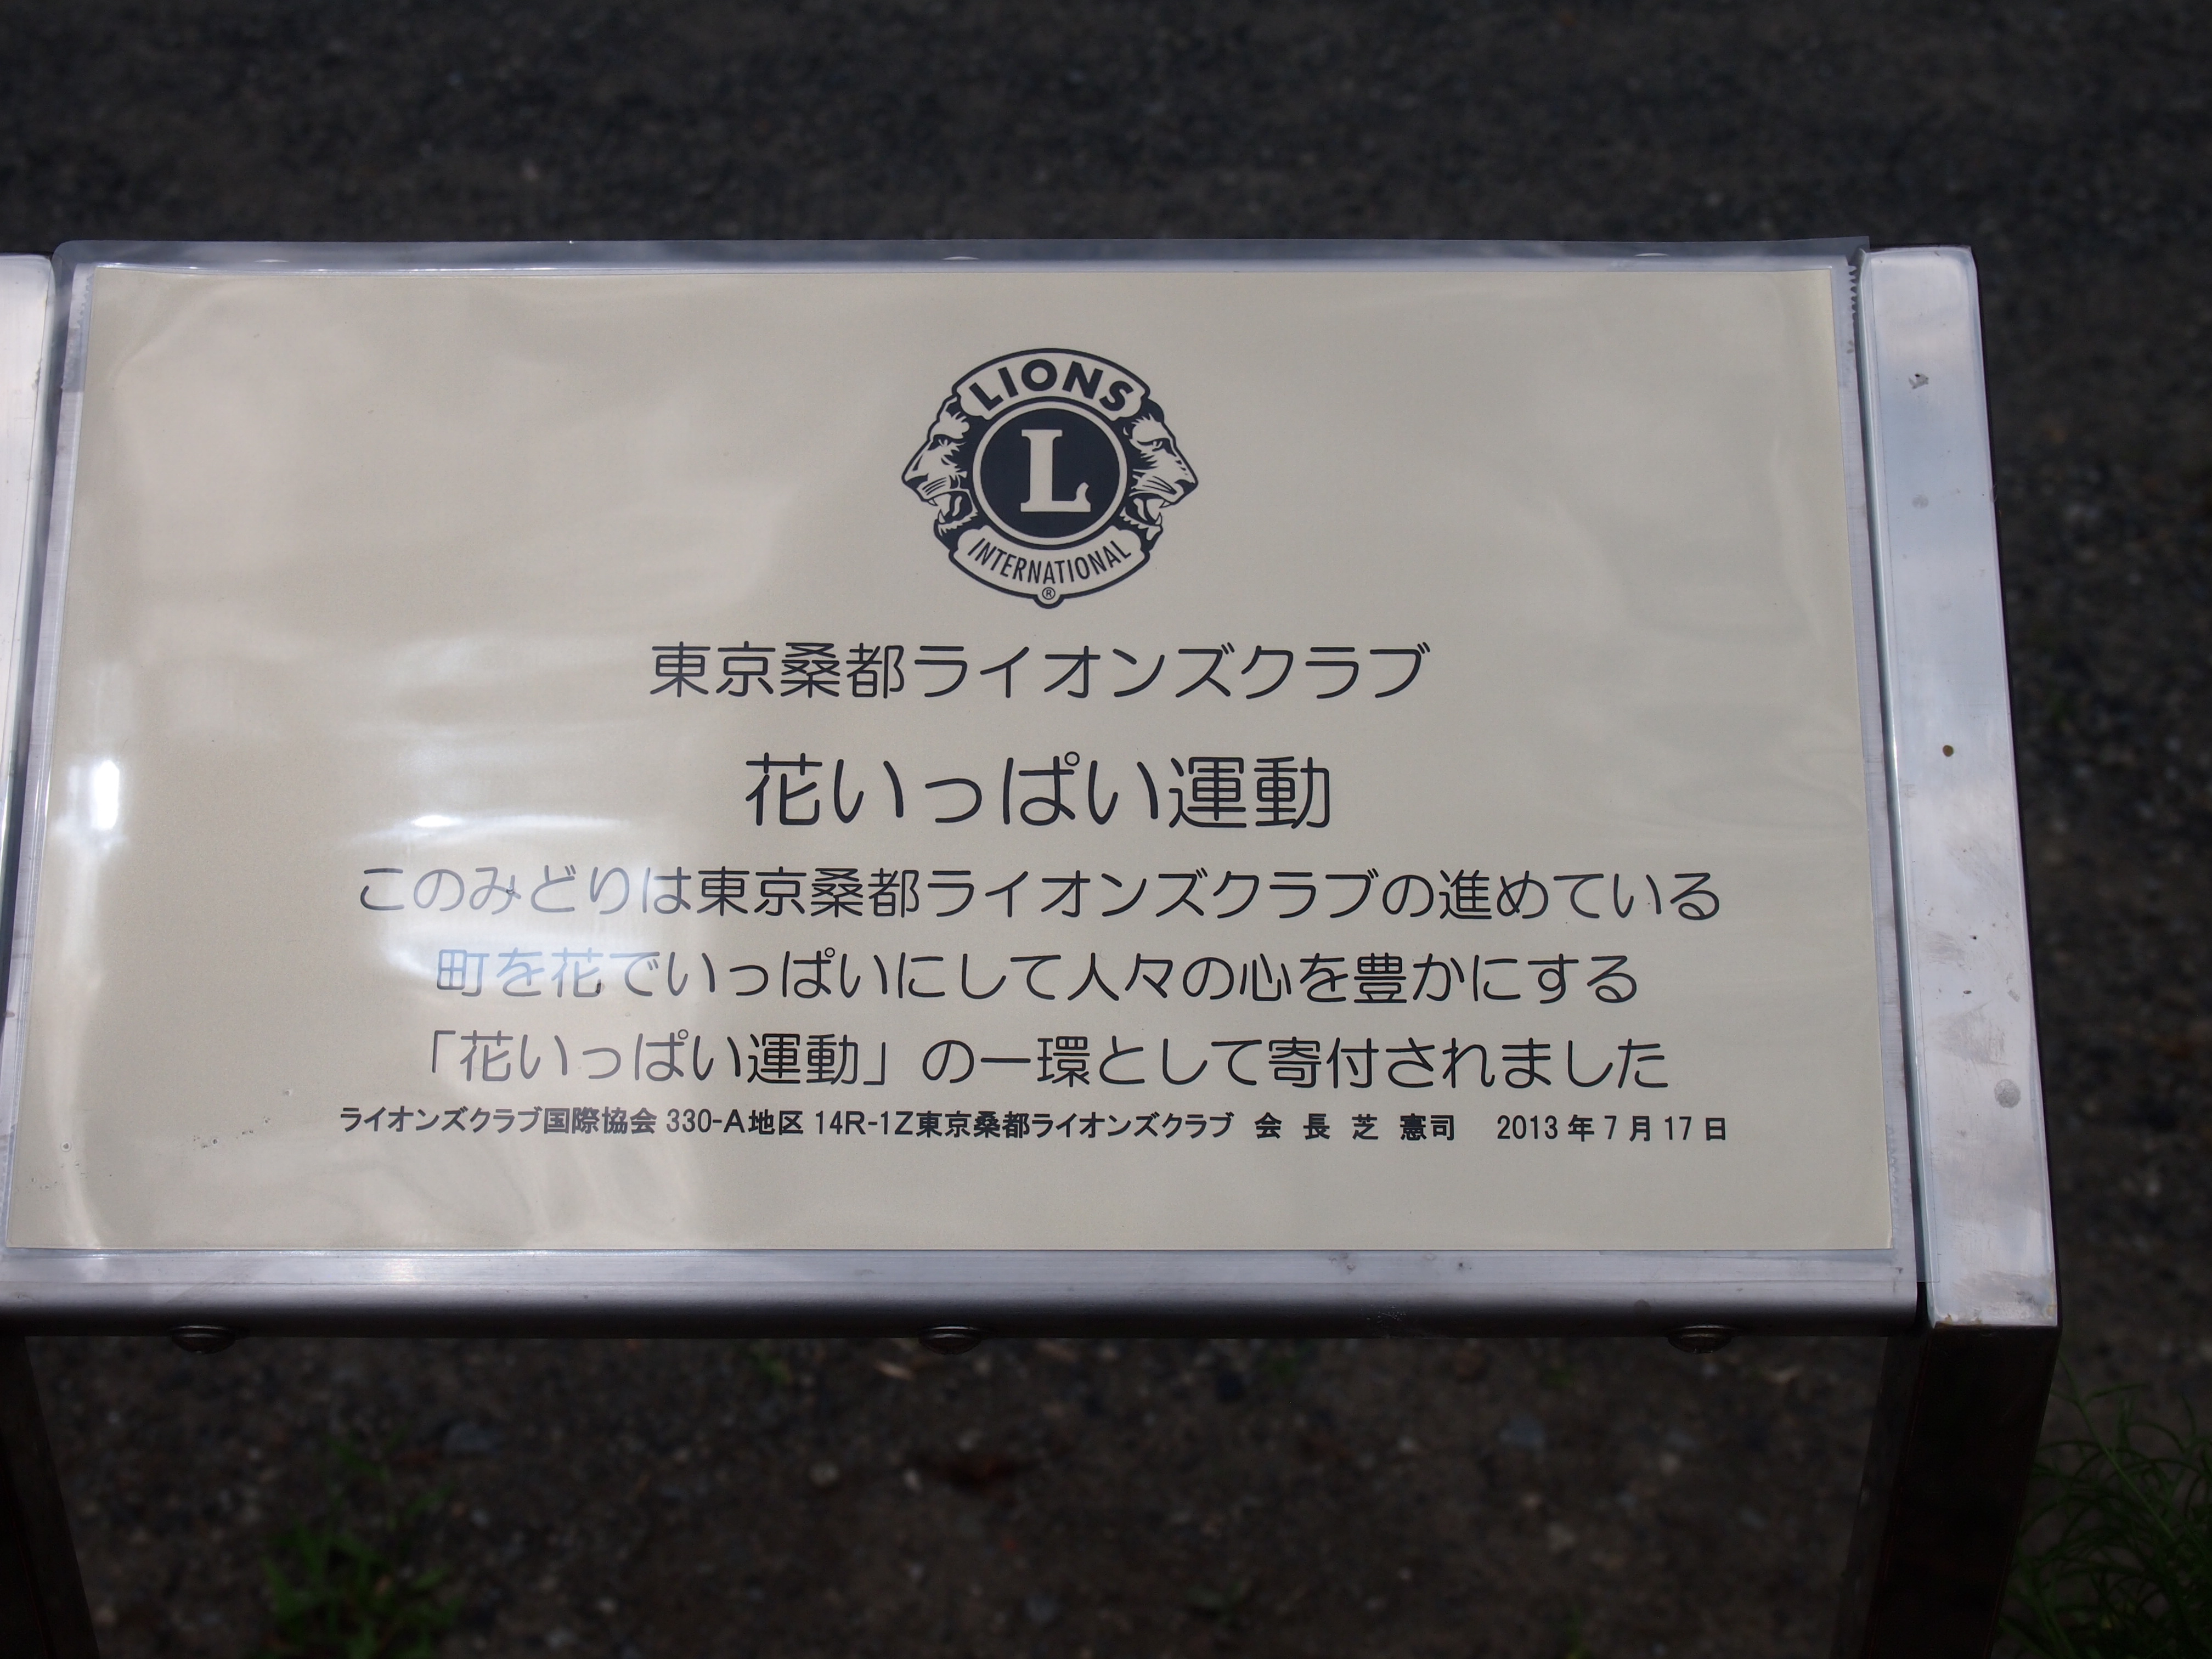 LIONS
L
INTERNATIONAL
®
東京桑都ライオンズクラブ
花いっぱい運動
このみどりは東京桑都ライオンズクラブの進めている
町を花でいっぱいにして人々の心を豊かにする
「花いっぱい運動」の一環として寄付されました
ライオンズクラブ国際協会 330-A地区 14R-1Z東京桑都ライオンズクラブ 会 長 芝 憲司 2013 年 7 月 17 日